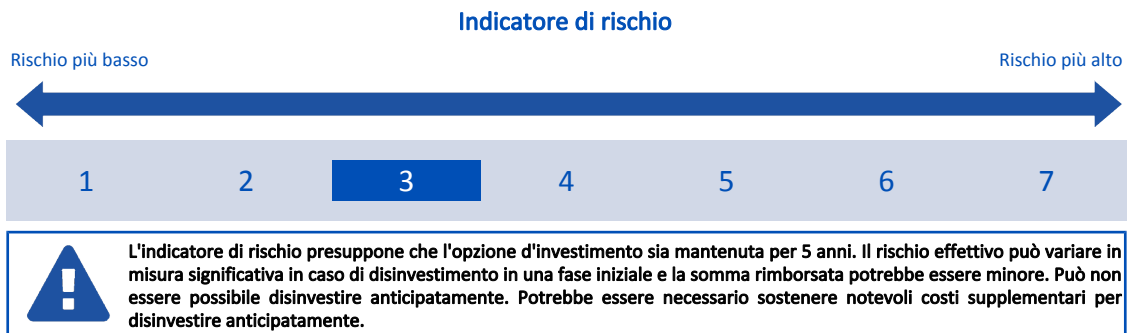 Indicatore di rischio
Rischio più basso
Rischio più alto
1 2 3 4 5 6 7
L'indicatore di rischio presuppone che l'opzione d'investimento sia mantenuta per 5 anni. Il rischio effettivo può variare in
misura significativa in caso di disinvestimento in una fase iniziale e la somma rimborsata potrebbe essere minore. Può non
essere possibile disinvestire anticipatamente. Potrebbe essere necessario sostenere notevoli costi supplementari per
disinvestire anticipatamente.